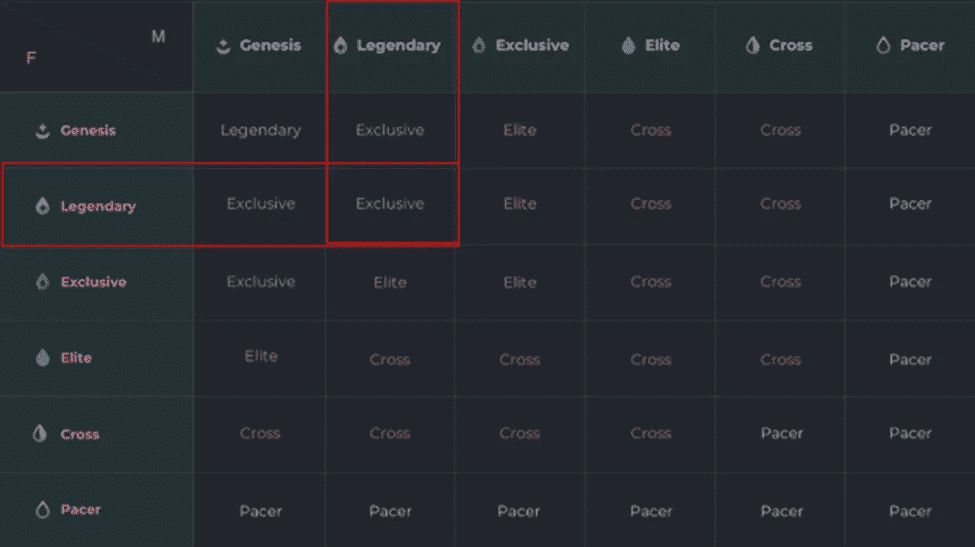 M
F
Genesis Legendary Exclusive Elite Cross Pacer
Genesis Legendary Exclusive Elite Cross Cross Pacer
Legendary Exclusive Exclusive Elite Cross Cross Pacer
Exclusive Exclusive Elite Elite Cross Cross Pacer
Elite Elite Cross Cross Cross Cross Pacer
Cross Cross Cross Cross Cross Pacer Pacer
Pacer Pacer Pacer Pacer Pacer Pacer Pacer